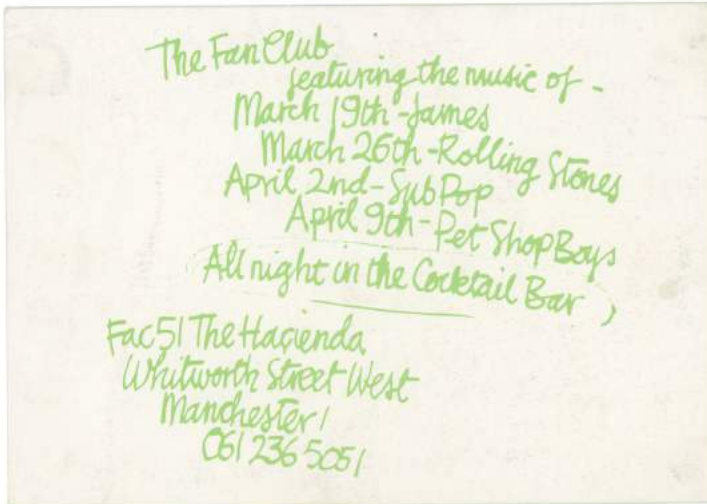 The Fan Club
featuring the music of -
March 19th - James
March 26th - Rolling Stones
April 2nd - Sub Pop
April 9th - Pet Shop Boys
All night in the Cocktail Bar
Fac 51 The Haçienda
Whitworth Street West
Manchester 1
061 236 5051